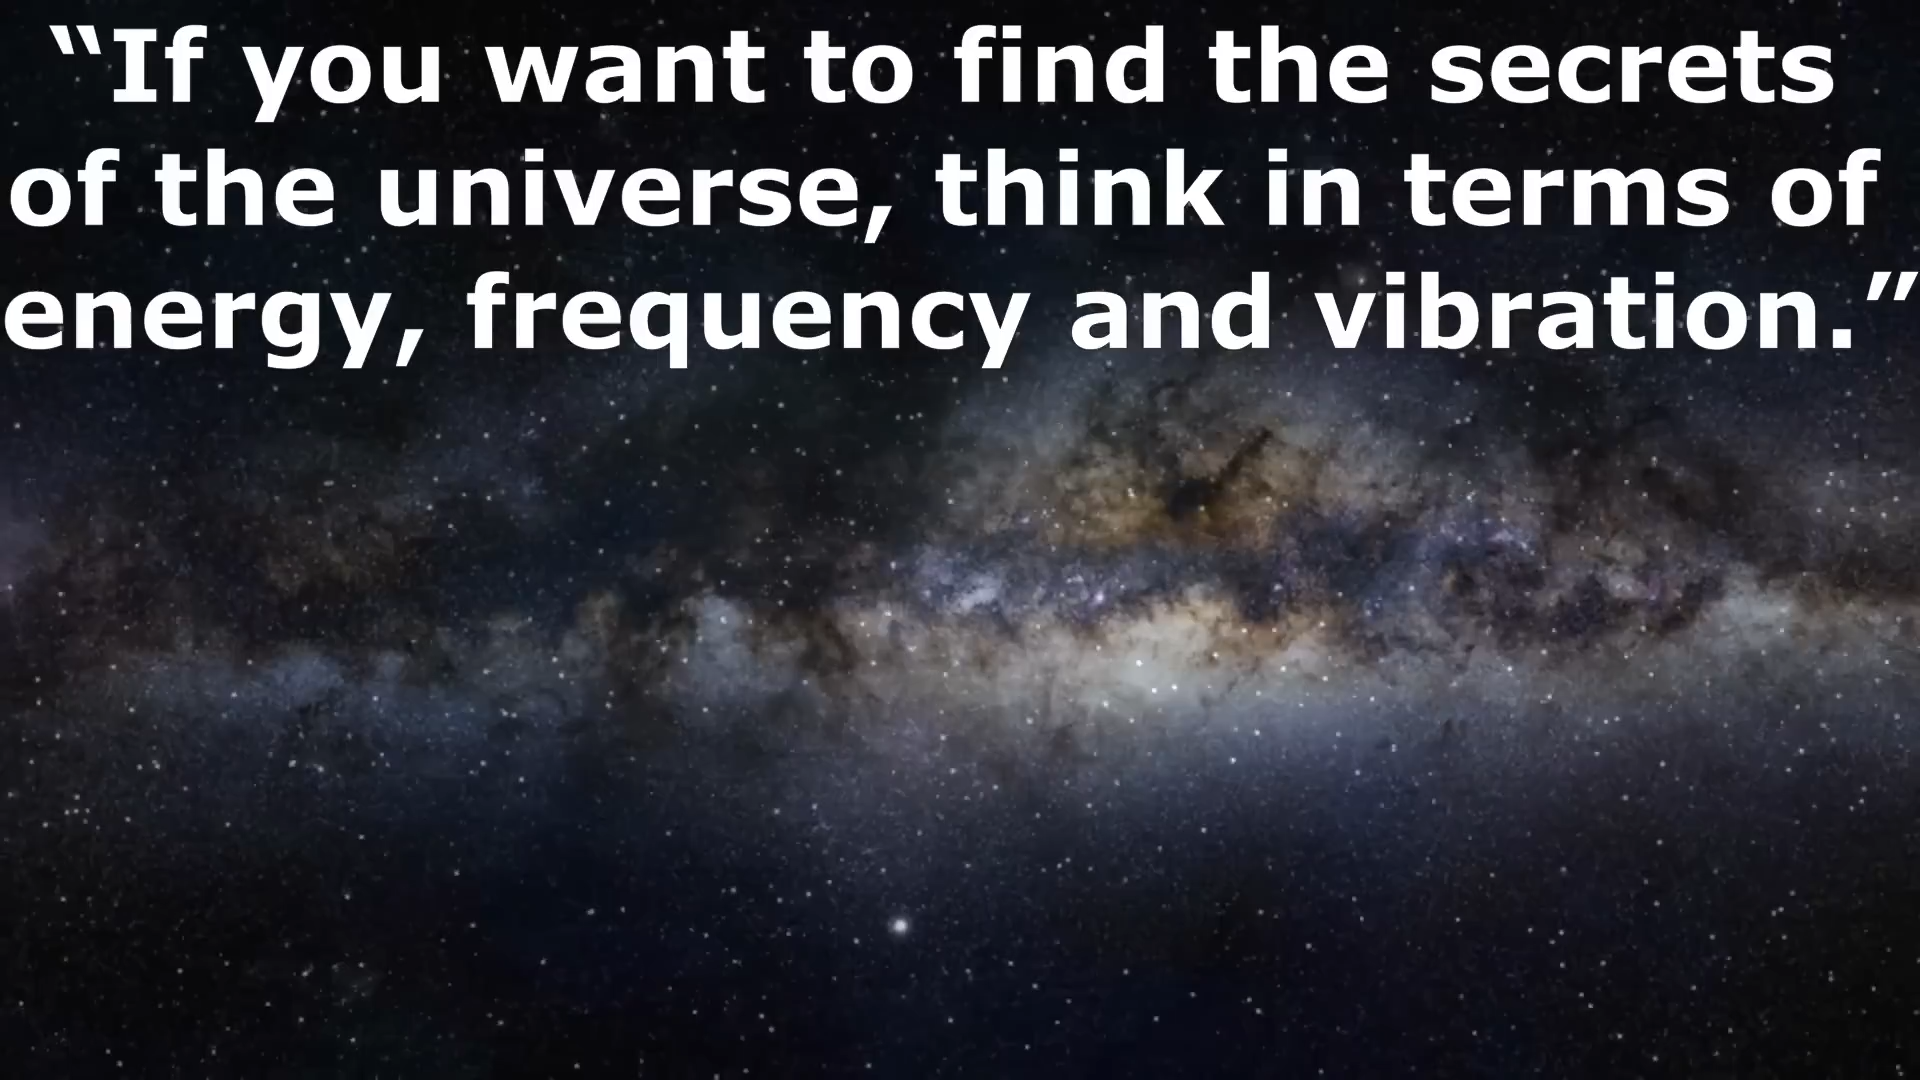 “If you want to find the secrets
of the universe, think in terms of
energy, frequency and vibration.”